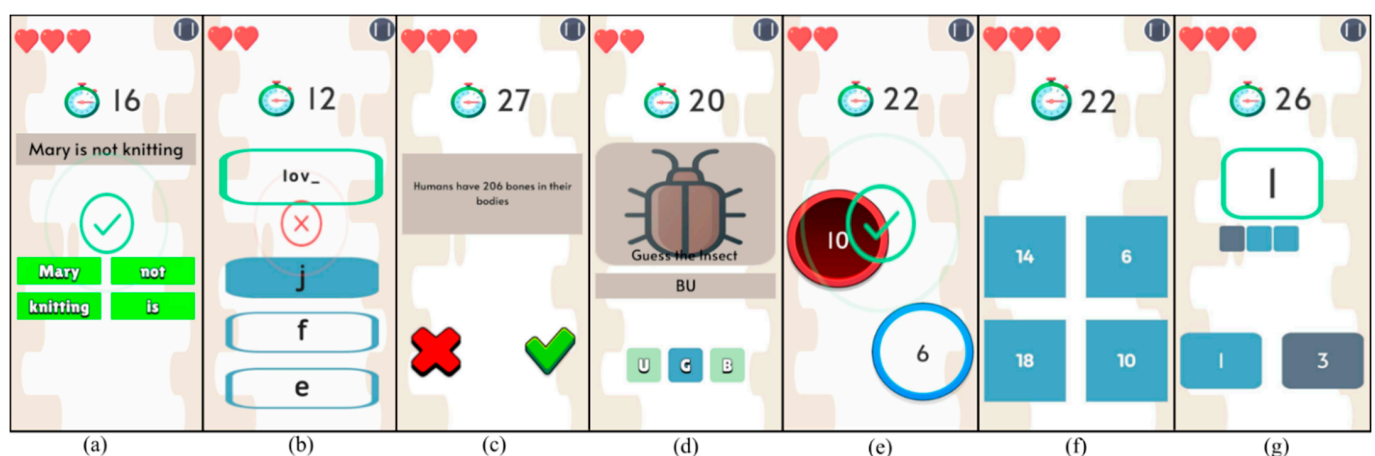 16
Mary is not knitting
Mary not
knitting is
(a)
12
lov_
j
f
e
(b)
27
Humans have 206 bones in their
bodies
(c)
20
Guess the Insect
BU
U G B
(d)
22
10
6
(e)
22
14 6
18 10
(f)
26
1
1 3
(g)